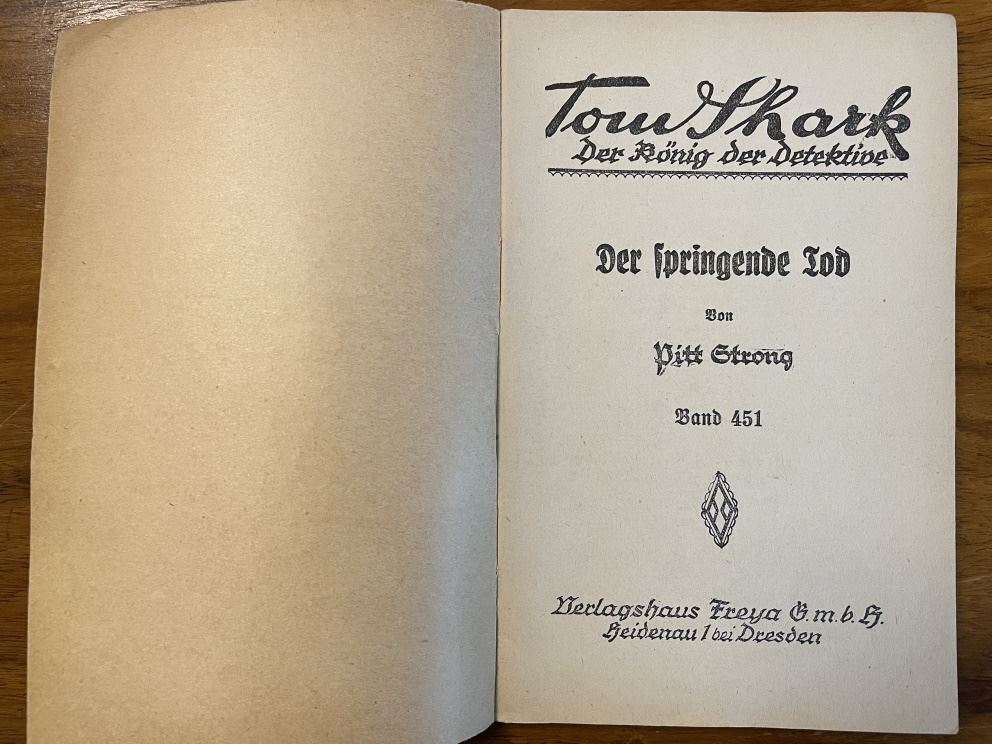 Tom Shark
Der König der Detektive
Der springende Tod
Von
Pitt Strong
Band 451
Verlagshaus Freya G.m.b.H.
Heidenau 1 bei Dresden